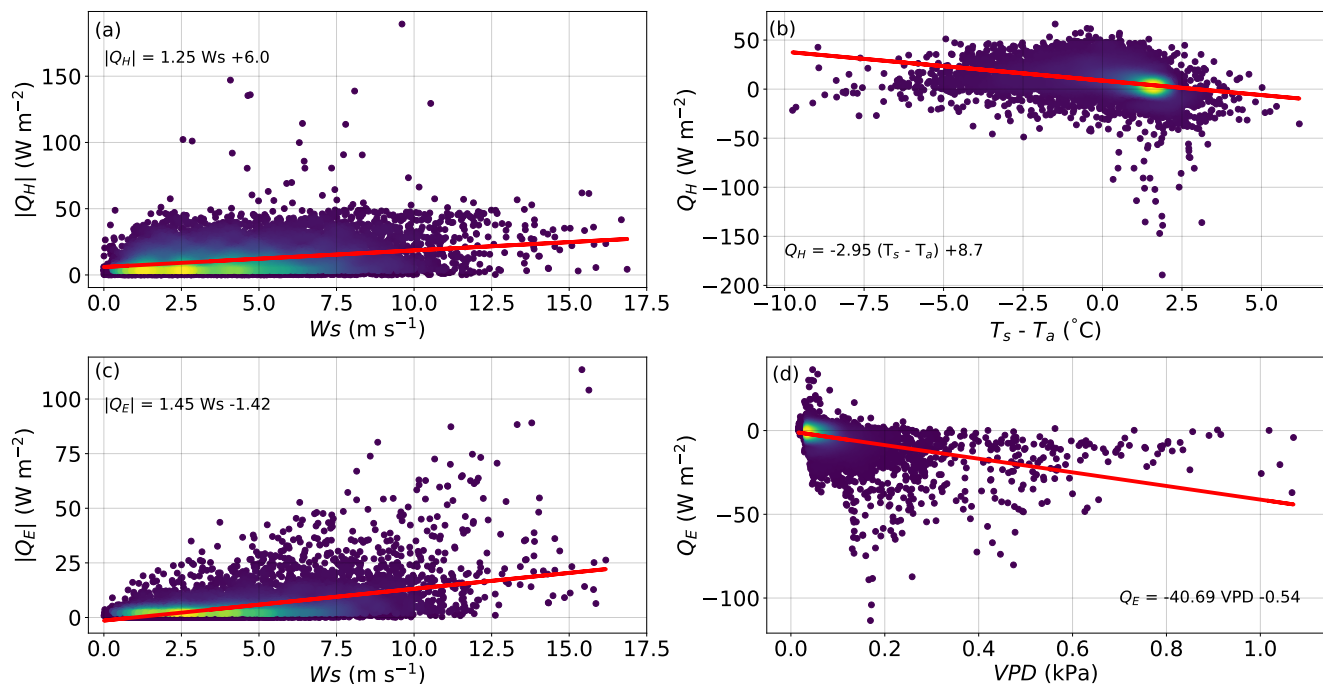 (a)
|Q_H| = 1.25 Ws +6.0
|Q_H| (W m⁻²)
150
100
50
0
0.0 2.5 5.0 7.5 10.0 12.5 15.0 17.5
Ws (m s⁻¹)
(b)
Q_H = -2.95 (T_s - T_a) +8.7
Q_H (W m⁻²)
50
0
−50
−100
−150
−200
−10.0 −7.5 −5.0 −2.5 0.0 2.5 5.0
T_s - T_a (°C)
(c)
|Q_E| = 1.45 Ws -1.42
|Q_E| (W m⁻²)
100
75
50
25
0
0.0 2.5 5.0 7.5 10.0 12.5 15.0 17.5
Ws (m s⁻¹)
(d)
Q_E = -40.69 VPD -0.54
Q_E (W m⁻²)
0
−50
−100
0.0 0.2 0.4 0.6 0.8 1.0
VPD (kPa)